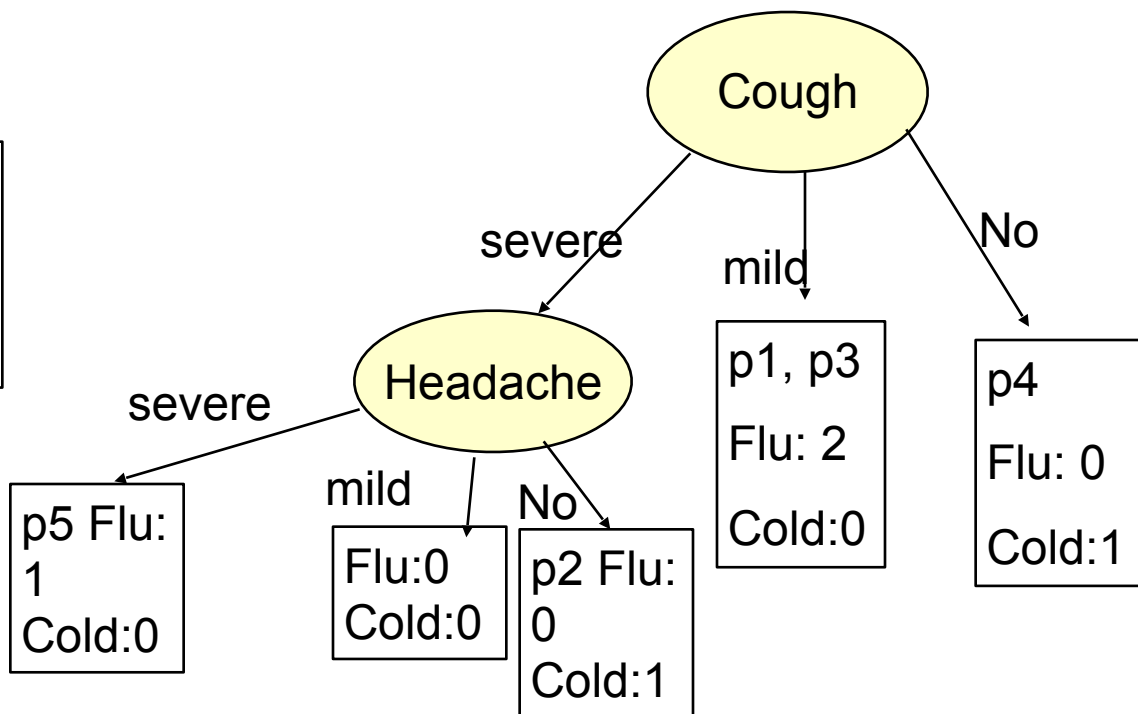 Cough
severe
mild
No
Headache
p1, p3
Flu: 2
Cold:0
p4
Flu: 0
Cold:1
severe
mild
No
p5 Flu:
1
Cold:0
Flu:0
Cold:0
p2 Flu:
0
Cold:1